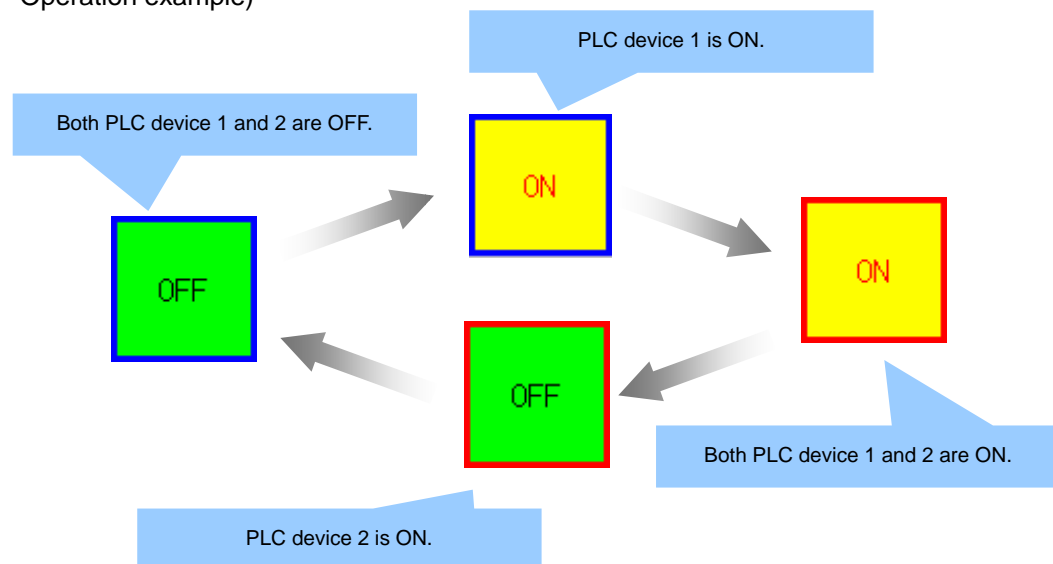 Operation example)
PLC device 1 is ON.
Both PLC device 1 and 2 are OFF.
ON
ON
OFF
OFF
Both PLC device 1 and 2 are ON.
PLC device 2 is ON.